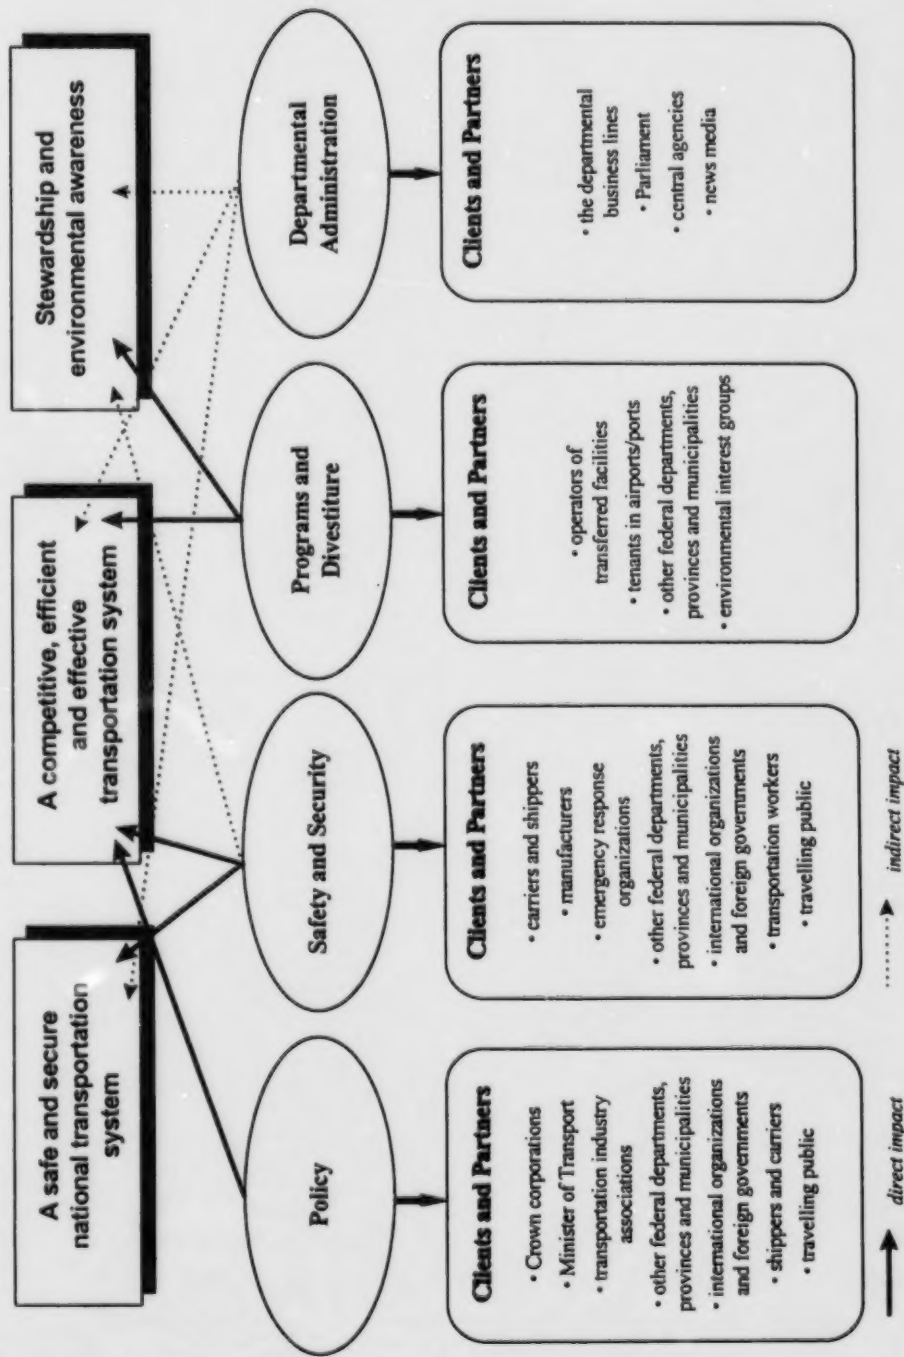 A safe and secure
national transportation
system
A competitive, efficient
and effective
transportation system
Stewardship and
environmental awareness
Policy
Safety and Security
Programs and
Divestiture
Departmental
Administration
Clients and Partners
• Crown corporations
• Minister of Transport
• transportation industry
associations
• other federal departments,
provinces and municipalities
• international organizations
and foreign governments
• shippers and carriers
• travelling public
Clients and Partners
• carriers and shippers
• manufacturers
• emergency response
organizations
• other federal departments,
provinces and municipalities
• international organizations
and foreign governments
• transportation workers
• travelling public
Clients and Partners
• operators of
transferred facilities
• tenants in airports/ports
• other federal departments,
provinces and municipalities
• environmental interest groups
Clients and Partners
• the departmental
business lines
• Parliament
• central agencies
• news media
direct impact
indirect impact